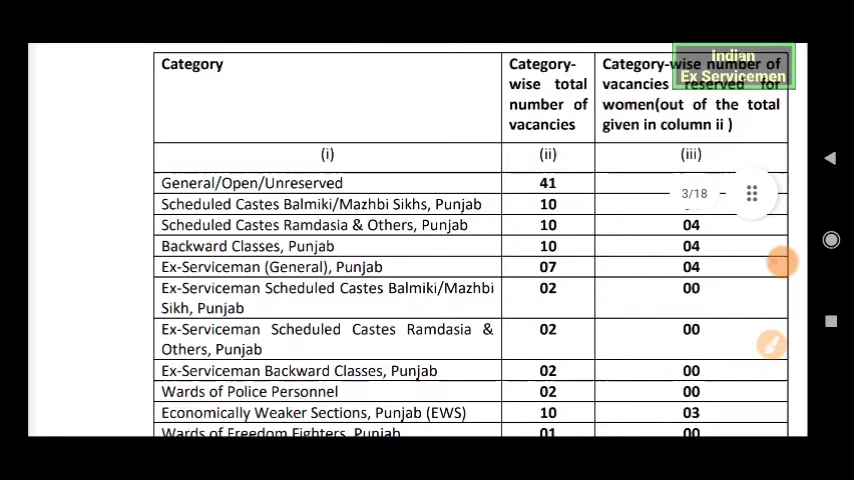 Indian
Ex Servicemen
Category
Category-
wise total
number of
vacancies
Category-wise number of
vacancies reserved for
women(out of the total
given in column ii )
(i)
(ii)
(iii)
General/Open/Unreserved 41
3/18
Scheduled Castes Balmiki/Mazhbi Sikhs, Punjab 10
Scheduled Castes Ramdasia & Others, Punjab 10 04
Backward Classes, Punjab 10 04
Ex-Serviceman (General), Punjab 07 04
Ex-Serviceman Scheduled Castes Balmiki/Mazhbi 02 00
Sikh, Punjab
Ex-Serviceman Scheduled Castes Ramdasia & 02 00
Others, Punjab
Ex-Serviceman Backward Classes, Punjab 02 00
Wards of Police Personnel 02 00
Economically Weaker Sections, Punjab (EWS) 10 03
Wards of Freedom Fighters, Punjab 01 00